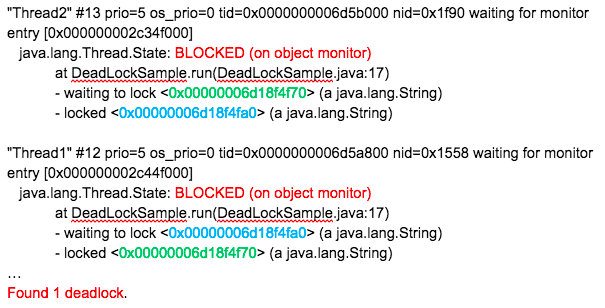 "Thread2" #13 prio=5 os_prio=0 tid=0x0000000006d5b000 nid=0x1f90 waiting for monitor
entry [0x000000002c34f000]
java.lang.Thread.State: BLOCKED (on object monitor)
at DeadLockSample.run(DeadLockSample.java:17)
- waiting to lock <0x00000006d18f4f70> (a java.lang.String)
- locked <0x00000006d18f4fa0> (a java.lang.String)
"Thread1" #12 prio=5 os_prio=0 tid=0x0000000006d5a800 nid=0x1558 waiting for monitor
entry [0x000000002c44f000]
java.lang.Thread.State: BLOCKED (on object monitor)
at DeadLockSample.run(DeadLockSample.java:17)
- waiting to lock <0x00000006d18f4fa0> (a java.lang.String)
- locked <0x00000006d18f4f70> (a java.lang.String)
…
Found 1 deadlock.